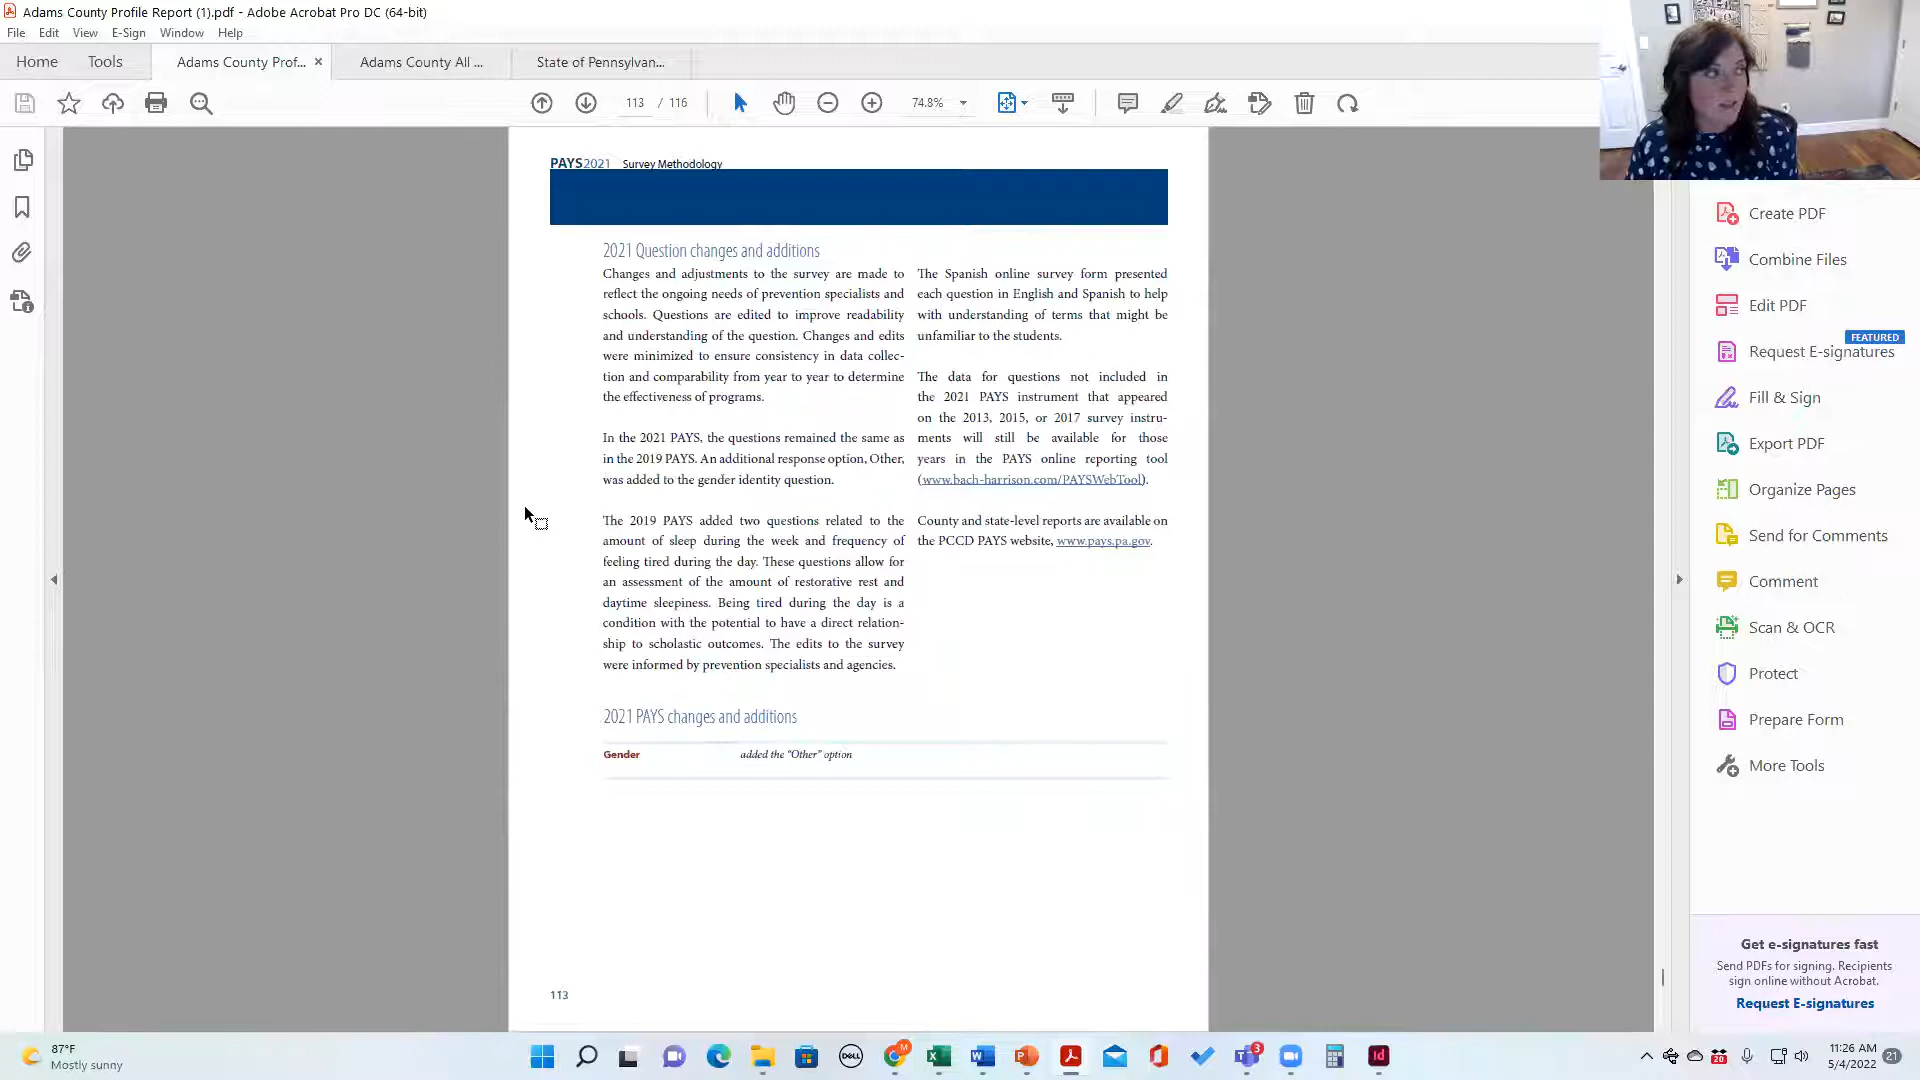 Adams County Profile Report (1).pdf - Adobe Acrobat Pro DC (64-bit)
File Edit View E-Sign Window Help
Home Tools Adams County Prof... × Adams County All ... State of Pennsylvan...
113 / 116 74.8%
PAYS2021 Survey Methodology
2021 Question changes and additions
Changes and adjustments to the survey are made to
reflect the ongoing needs of prevention specialists and
schools. Questions are edited to improve readability
and understanding of the question. Changes and edits
were minimized to ensure consistency in data collec-
tion and comparability from year to year to determine
the effectiveness of programs.
In the 2021 PAYS, the questions remained the same as
in the 2019 PAYS. An additional response option, Other,
was added to the gender identity question.
The 2019 PAYS added two questions related to the
amount of sleep during the week and frequency of
feeling tired during the day. These questions allow for
an assessment of the amount of restorative rest and
daytime sleepiness. Being tired during the day is a
condition with the potential to have a direct relation-
ship to scholastic outcomes. The edits to the survey
were informed by prevention specialists and agencies.
The Spanish online survey form presented
each question in English and Spanish to help
with understanding of terms that might be
unfamiliar to the students.
The data for questions not included in
the 2021 PAYS instrument that appeared
on the 2013, 2015, or 2017 survey instru-
ments will still be available for those
years in the PAYS online reporting tool
(www.bach-harrison.com/PAYSWebTool).
County and state-level reports are available on
the PCCD PAYS website, www.pays.pa.gov.
2021 PAYS changes and additions
Gender added the “Other” option
113
Create PDF
Combine Files
Edit PDF
FEATURED
Request E-signatures
Fill & Sign
Export PDF
Organize Pages
Send for Comments
Comment
Scan & OCR
Protect
Prepare Form
More Tools
Get e-signatures fast
Send PDFs for signing. Recipients
sign online without Acrobat.
Request E-signatures
87°F
Mostly sunny
DELL
M
3
Id
20
11:26 AM
5/4/2022
21